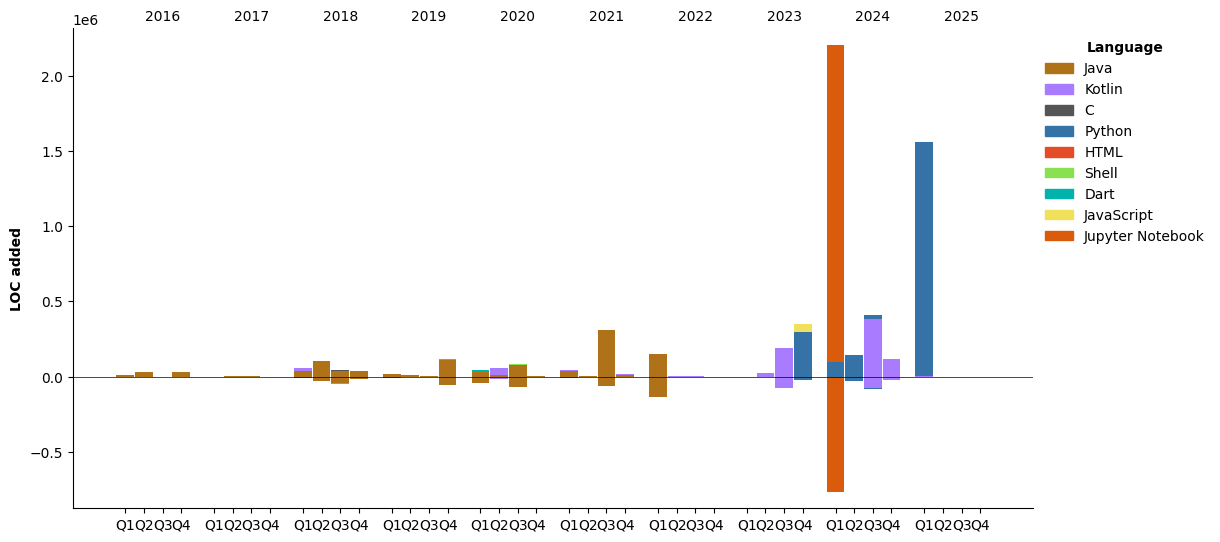 1e6
2016 2017 2018 2019 2020 2021 2022 2023 2024 2025
2.0
1.5
1.0
0.5
0.0
−0.5
LOC added
Q1Q2Q3Q4 Q1Q2Q3Q4 Q1Q2Q3Q4 Q1Q2Q3Q4 Q1Q2Q3Q4 Q1Q2Q3Q4 Q1Q2Q3Q4 Q1Q2Q3Q4 Q1Q2Q3Q4 Q1Q2Q3Q4
Language
Java
Kotlin
C
Python
HTML
Shell
Dart
JavaScript
Jupyter Notebook